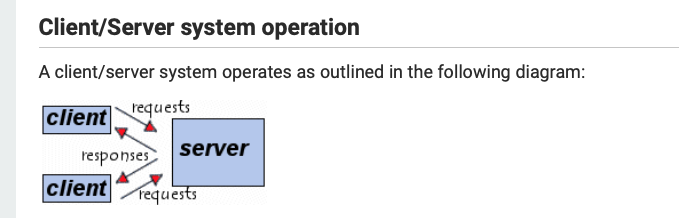 Client/Server system operation
A client/server system operates as outlined in the following diagram:
client
requests
server
responses
client
requests